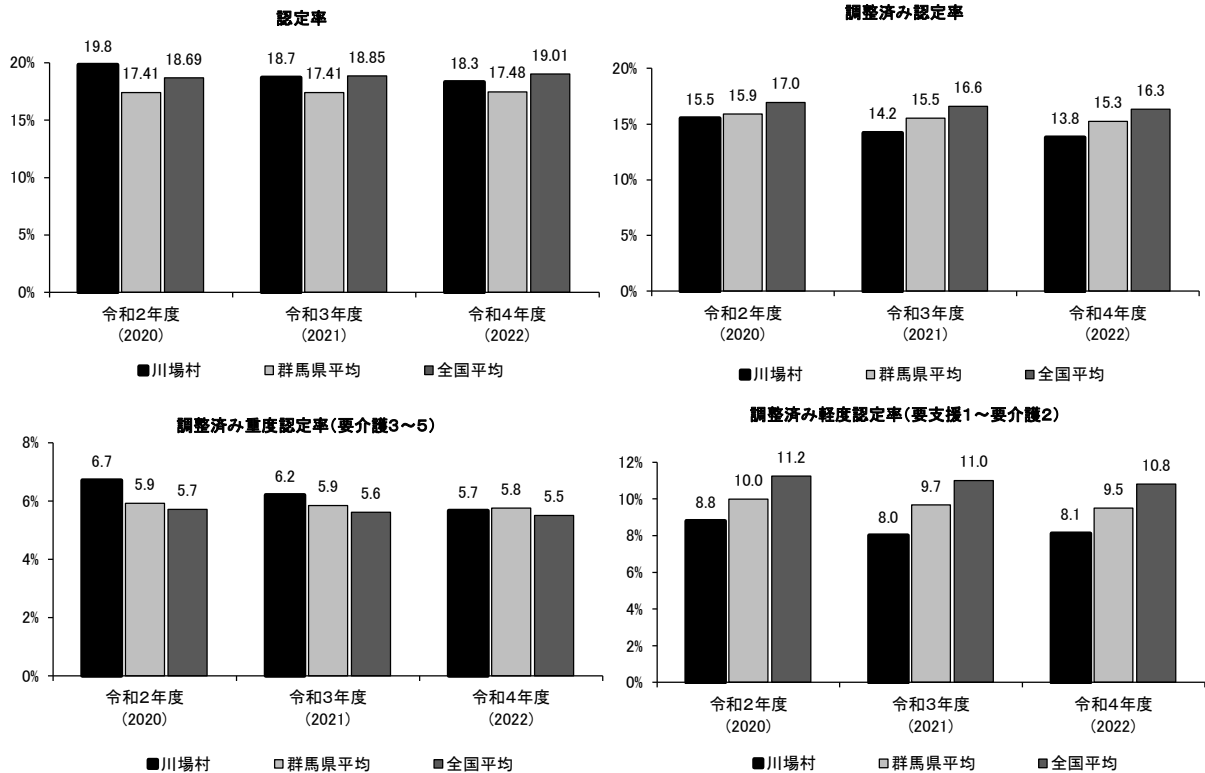 認定率
19.8
17.41
18.69
18.7
17.41
18.85
18.3
17.48
19.01
20%
15%
10%
5%
0%
令和2年度
(2020)
令和3年度
(2021)
令和4年度
(2022)
川場村
群馬県平均
全国平均
調整済み認定率
15.5
15.9
17.0
14.2
15.5
16.6
13.8
15.3
16.3
20%
15%
10%
5%
0%
令和2年度
(2020)
令和3年度
(2021)
令和4年度
(2022)
川場村
群馬県平均
全国平均
調整済み重度認定率(要介護3~5)
6.7
5.9
5.7
6.2
5.9
5.6
5.7
5.8
5.5
8%
6%
4%
2%
0%
令和2年度
(2020)
令和3年度
(2021)
令和4年度
(2022)
川場村
群馬県平均
全国平均
調整済み軽度認定率(要支援1~要介護2)
8.8
10.0
11.2
8.0
9.7
11.0
8.1
9.5
10.8
12%
10%
8%
6%
4%
2%
0%
令和2年度
(2020)
令和3年度
(2021)
令和4年度
(2022)
川場村
群馬県平均
全国平均